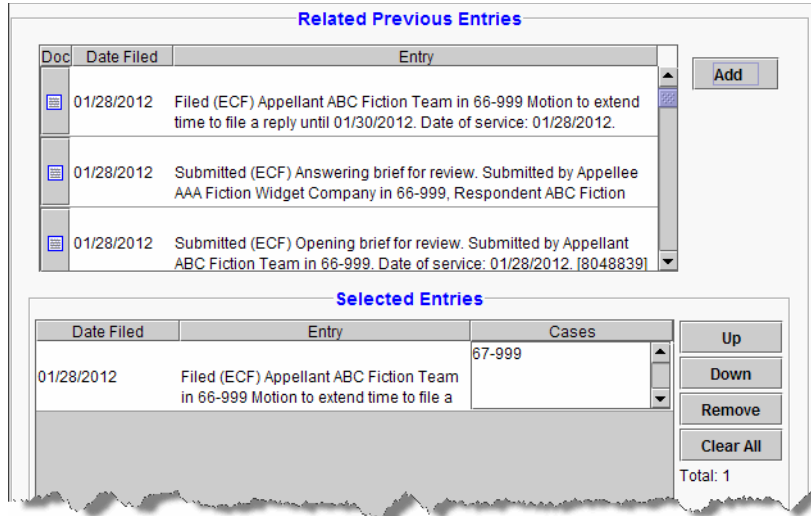 Related Previous Entries
Doc Date Filed Entry
Add
01/28/2012 Filed (ECF) Appellant ABC Fiction Team in 66-999 Motion to extend
time to file a reply until 01/30/2012. Date of service: 01/28/2012.
01/28/2012 Submitted (ECF) Answering brief for review. Submitted by Appellee
AAA Fiction Widget Company in 66-999, Respondent ABC Fiction
01/28/2012 Submitted (ECF) Opening brief for review. Submitted by Appellant
ABC Fiction Team in 66-999. Date of service: 01/28/2012. [8048839]
Selected Entries
Date Filed Entry Cases
Up
67-999
01/28/2012 Filed (ECF) Appellant ABC Fiction Team
in 66-999 Motion to extend time to file a
Down
Remove
Clear All
Total: 1